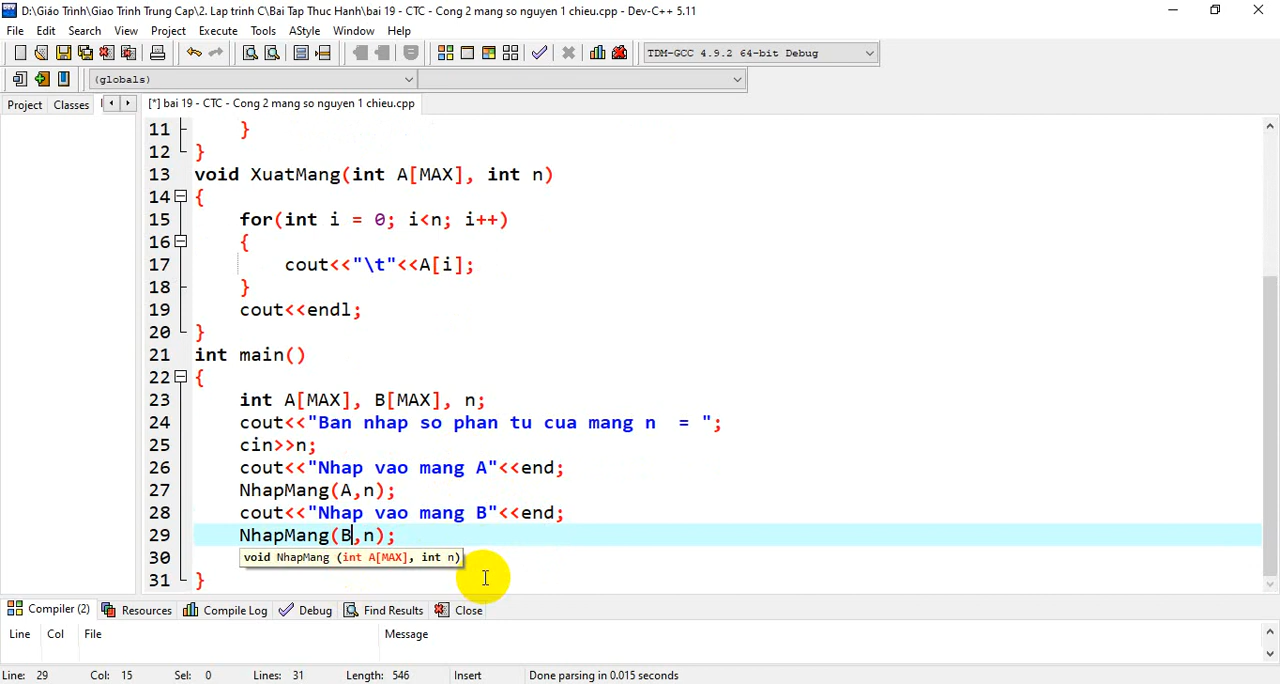 D:\Giáo Trình\Giao Trinh Trung Cap\2. Lap trinh C\Bai Tap Thuc Hanh\bai 19 - CTC - Cong 2 mang so nguyen 1 chieu.cpp - Dev-C++ 5.11
File Edit Search View Project Execute Tools AStyle Window Help
TDM-GCC 4.9.2 64-bit Debug
(globals)
Project Classes [*] bai 19 - CTC - Cong 2 mang so nguyen 1 chieu.cpp
11 }
12 }
13 void XuatMang(int A[MAX], int n)
14 {
15 for(int i = 0; i<n; i++)
16 {
17 cout<<"\t"<<A[i];
18 }
19 cout<<endl;
20 }
21 int main()
22 {
23 int A[MAX], B[MAX], n;
24 cout<<"Ban nhap so phan tu cua mang n  = ";
25 cin>>n;
26 cout<<"Nhap vao mang A"<<end;
27 NhapMang(A,n);
28 cout<<"Nhap vao mang B"<<end;
29 NhapMang(B,n);
30 void NhapMang (int A[MAX], int n)
31 }
Compiler (2) Resources Compile Log Debug Find Results Close
Line Col File Message
Line: 29 Col: 15 Sel: 0 Lines: 31 Length: 546 Insert Done parsing in 0.015 seconds